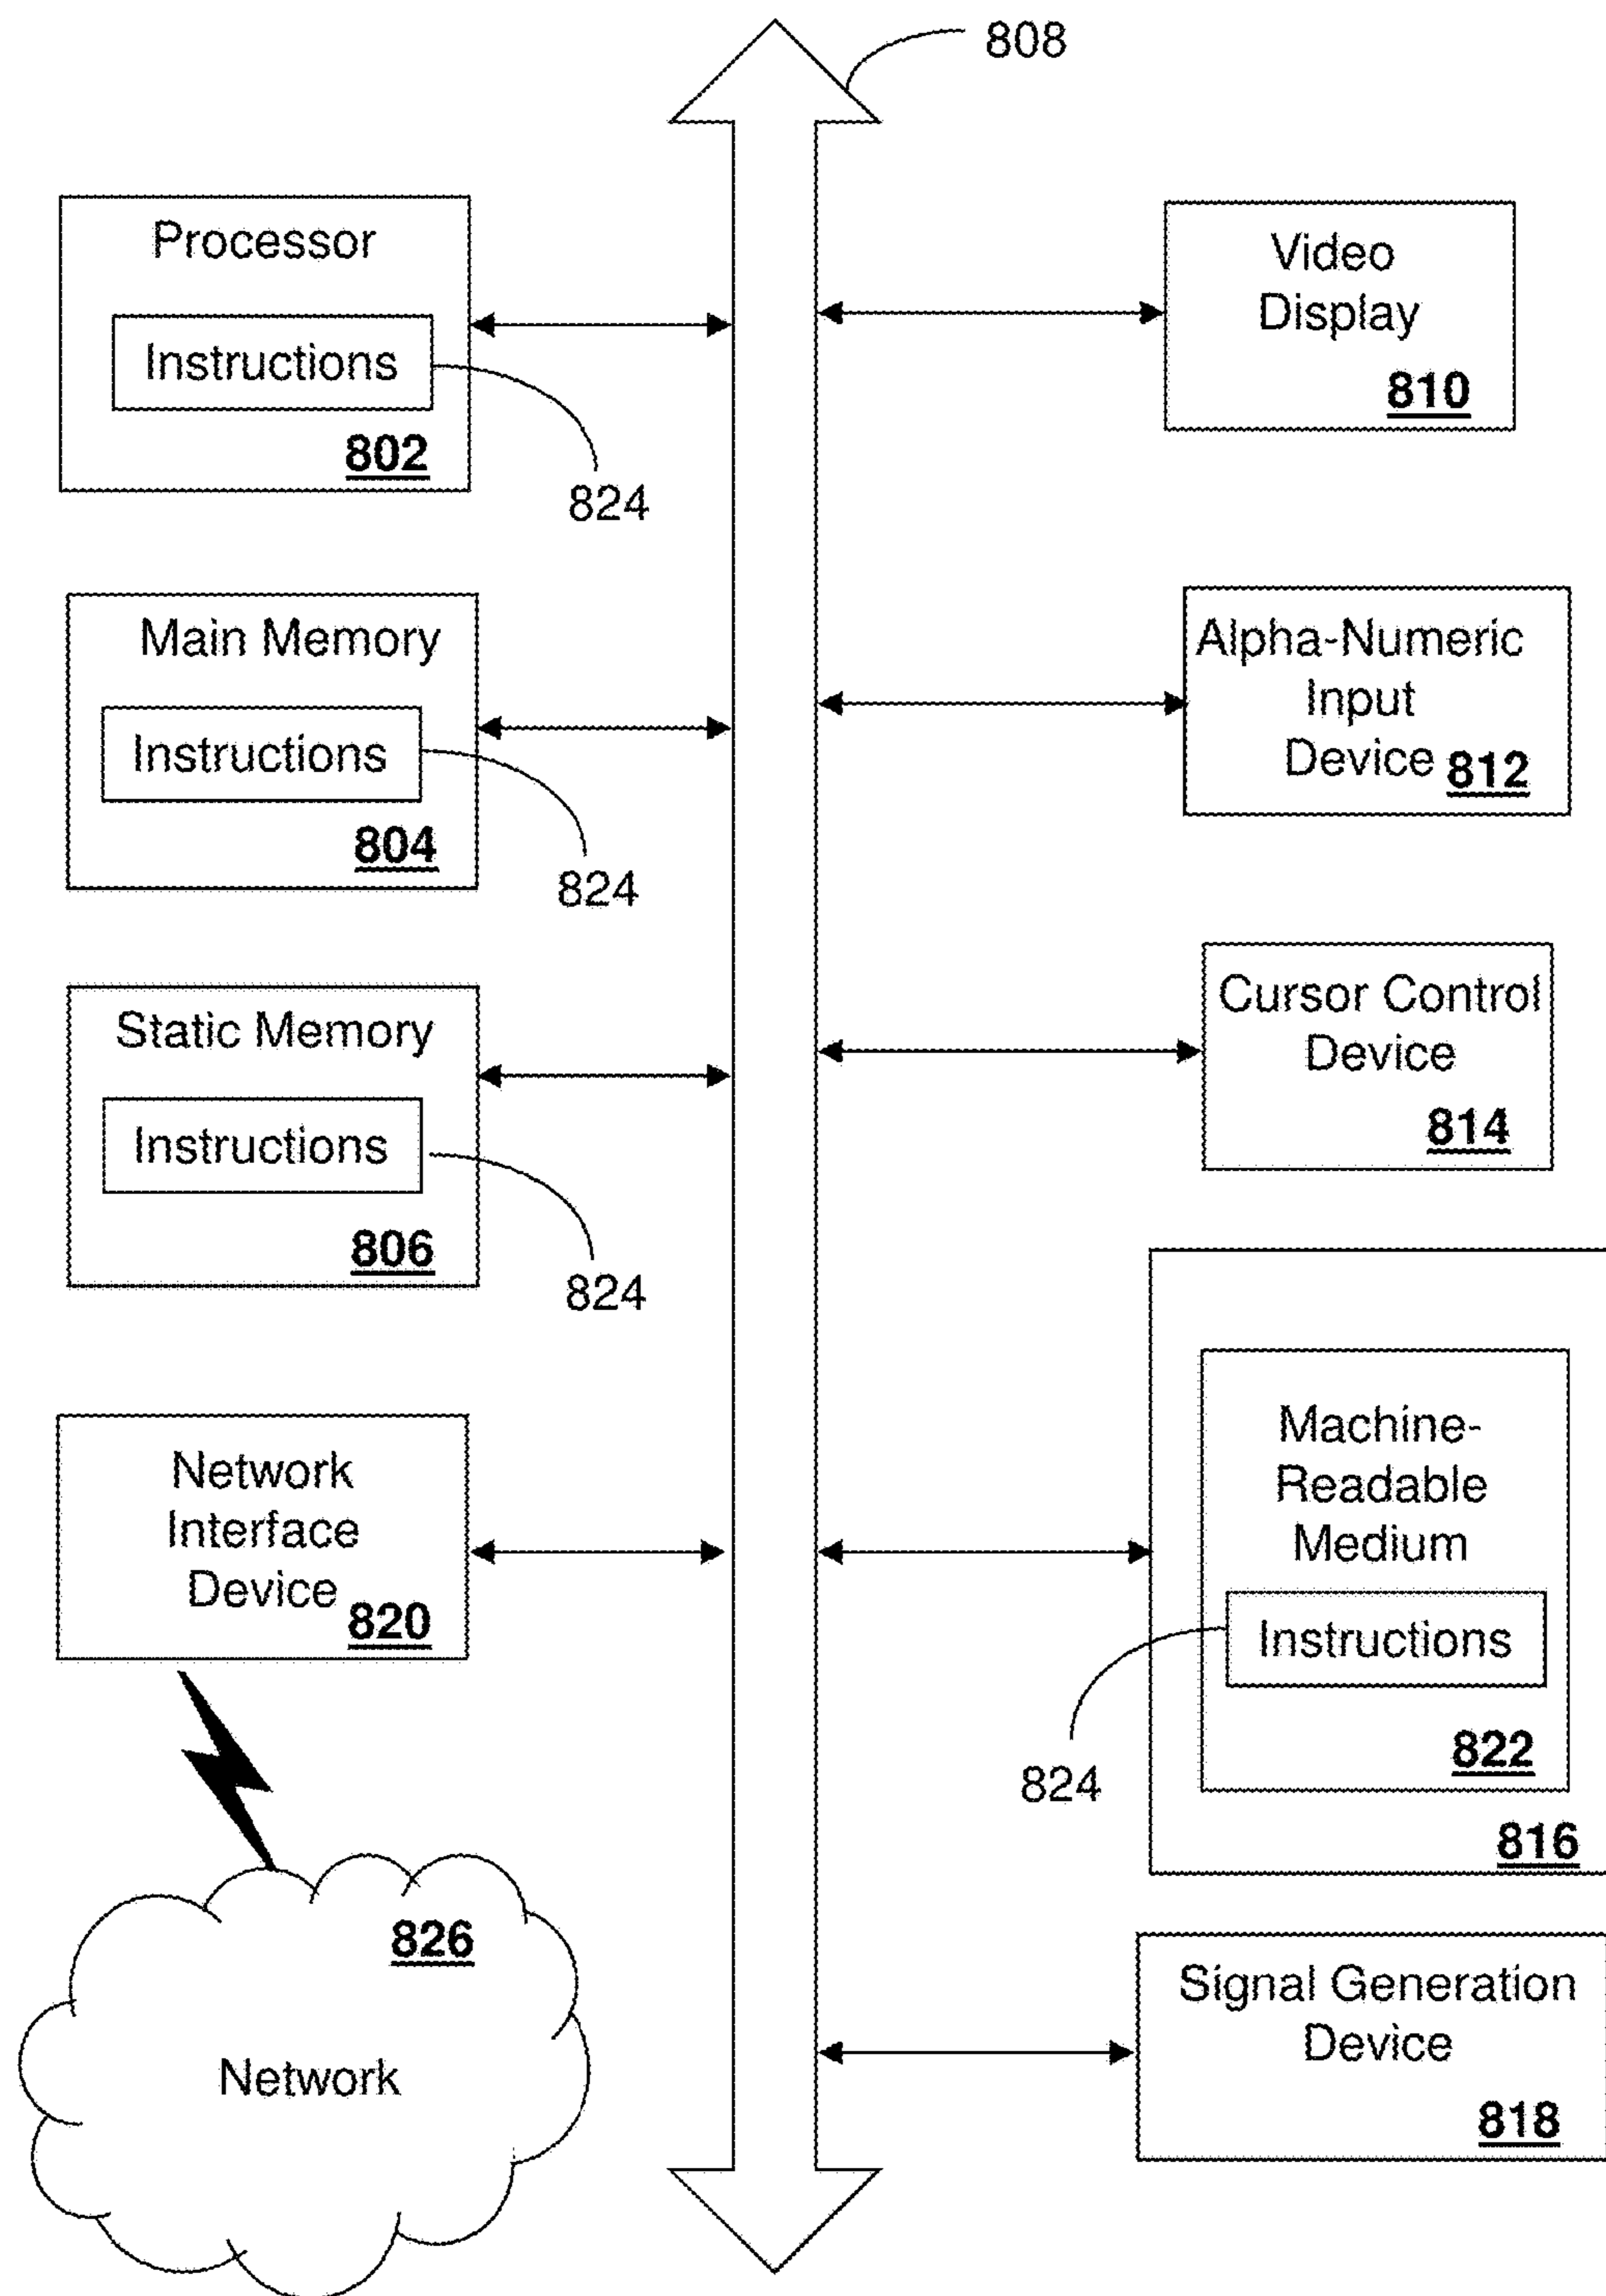 808
Processor
Instructions
802
824
Main Memory
Instructions
804
824
Static Memory
Instructions
806
824
Network
Interface
Device
820
826
Network
Video
Display
810
Alpha-Numeric
Input
Device 812
Cursor Control
Device
814
Machine-
Readable
Medium
Instructions
822
824
816
Signal Generation
Device
818